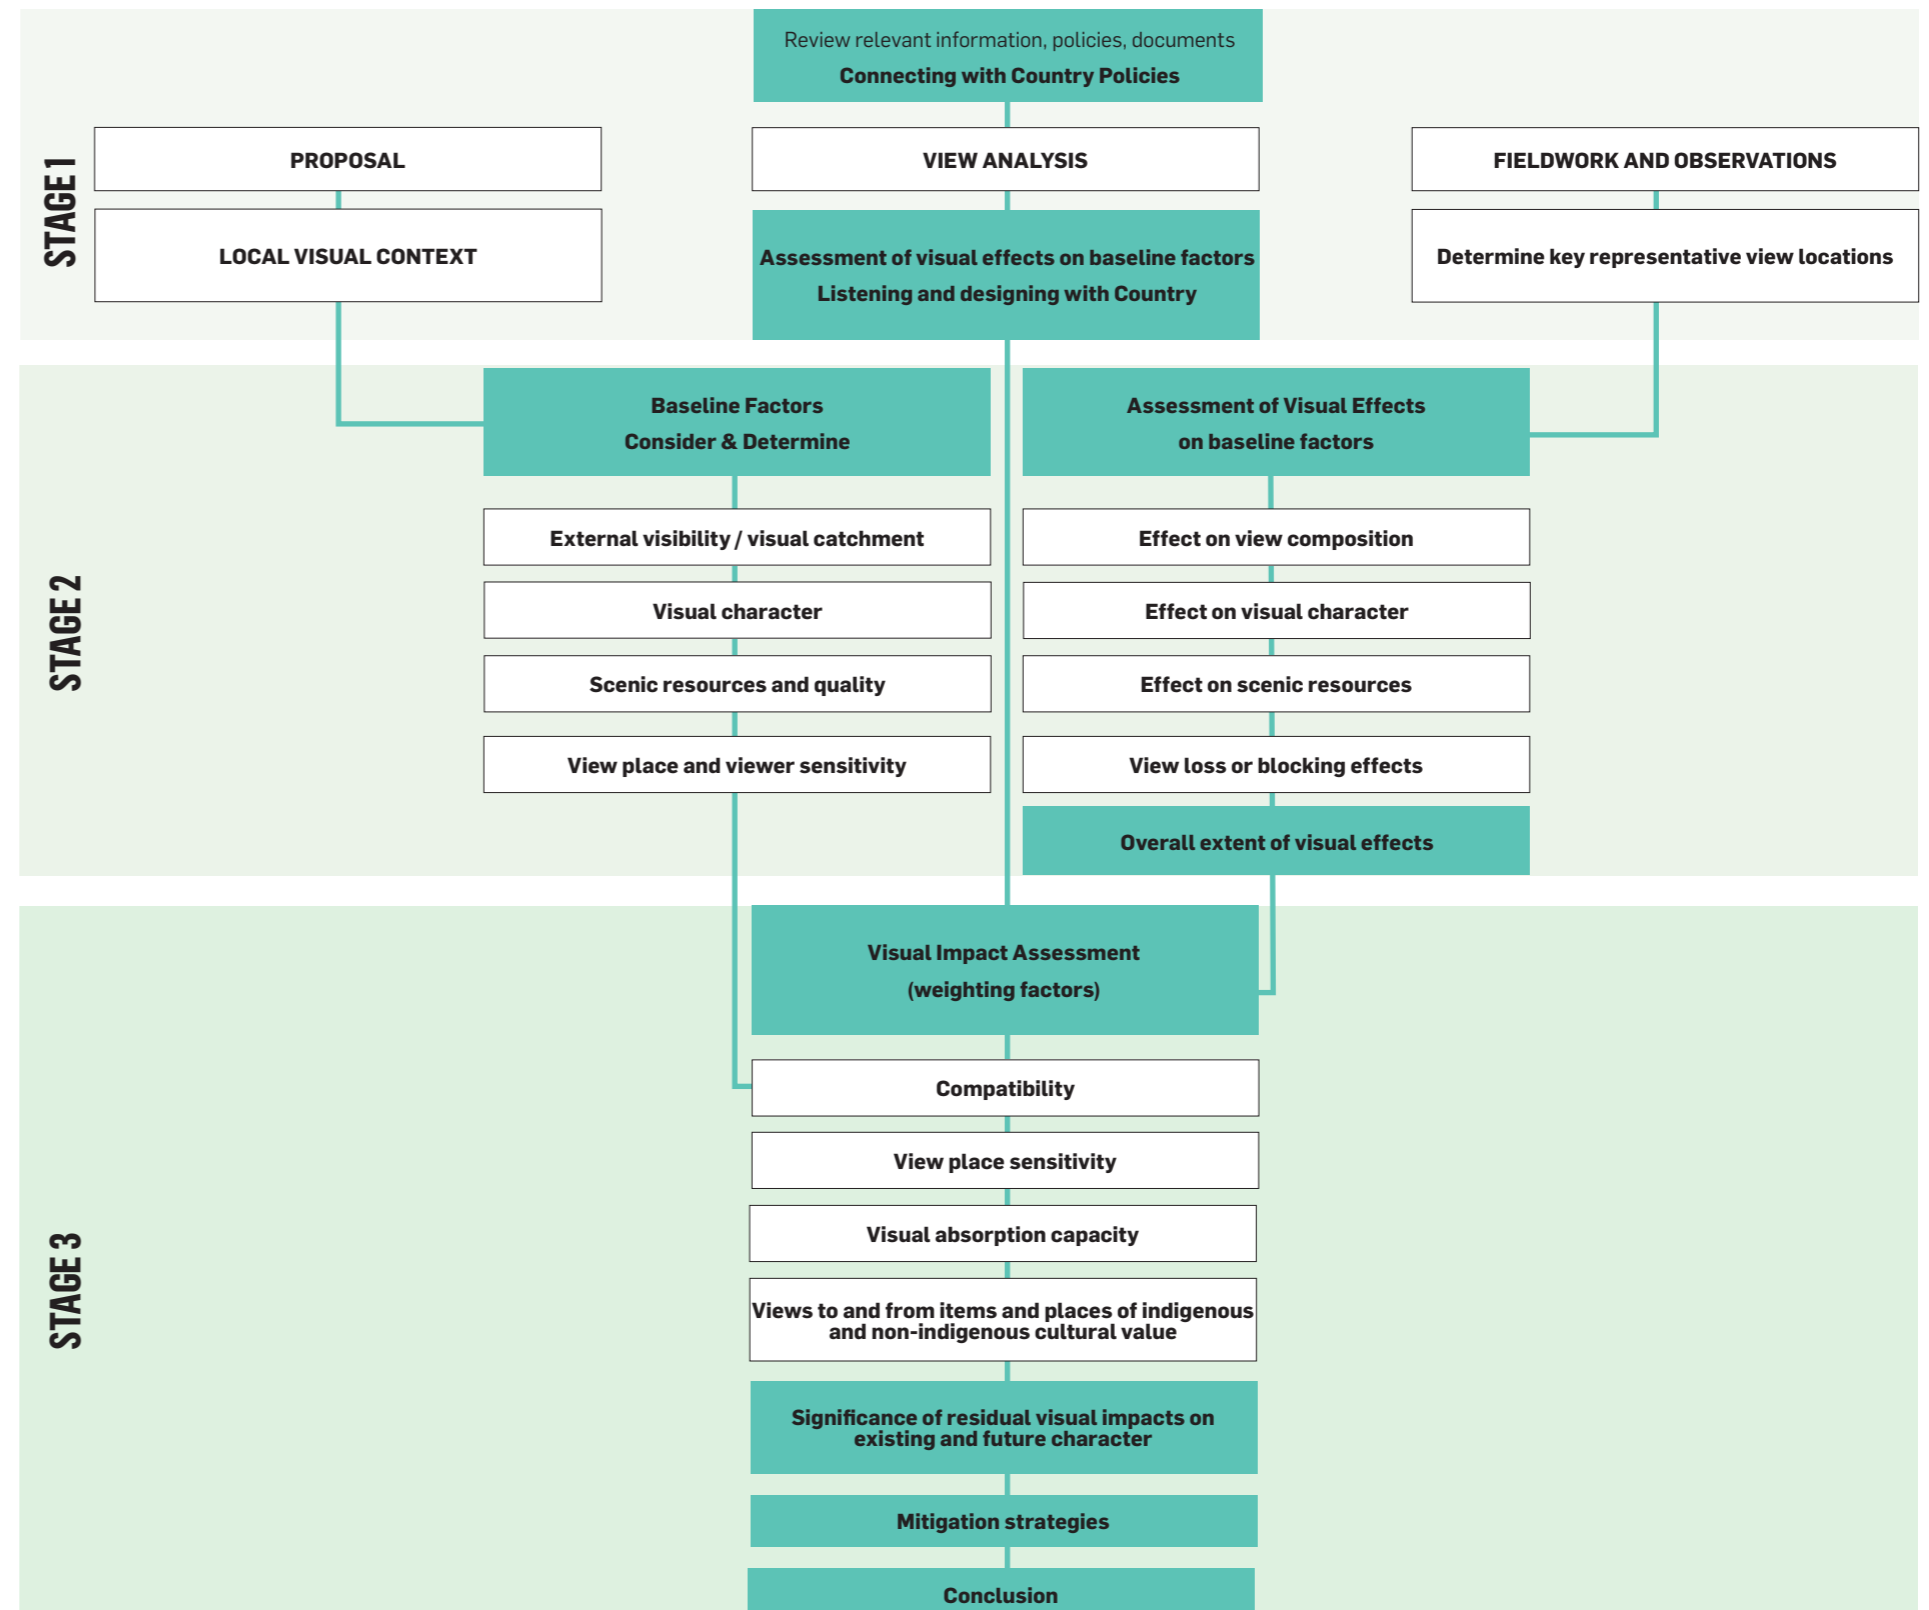 STAGE 1
Review relevant information, policies, documents
Connecting with Country Policies
PROPOSAL
VIEW ANALYSIS
FIELDWORK AND OBSERVATIONS
LOCAL VISUAL CONTEXT
Assessment of visual effects on baseline factors
Listening and designing with Country
Determine key representative view locations
STAGE 2
Baseline Factors
Consider & Determine
External visibility / visual catchment
Visual character
Scenic resources and quality
View place and viewer sensitivity
Assessment of Visual Effects
on baseline factors
Effect on view composition
Effect on visual character
Effect on scenic resources
View loss or blocking effects
Overall extent of visual effects
STAGE 3
Visual Impact Assessment
(weighting factors)
Compatibility
View place sensitivity
Visual absorption capacity
Views to and from items and places of indigenous
and non-indigenous cultural value
Significance of residual visual impacts on
existing and future character
Mitigation strategies
Conclusion